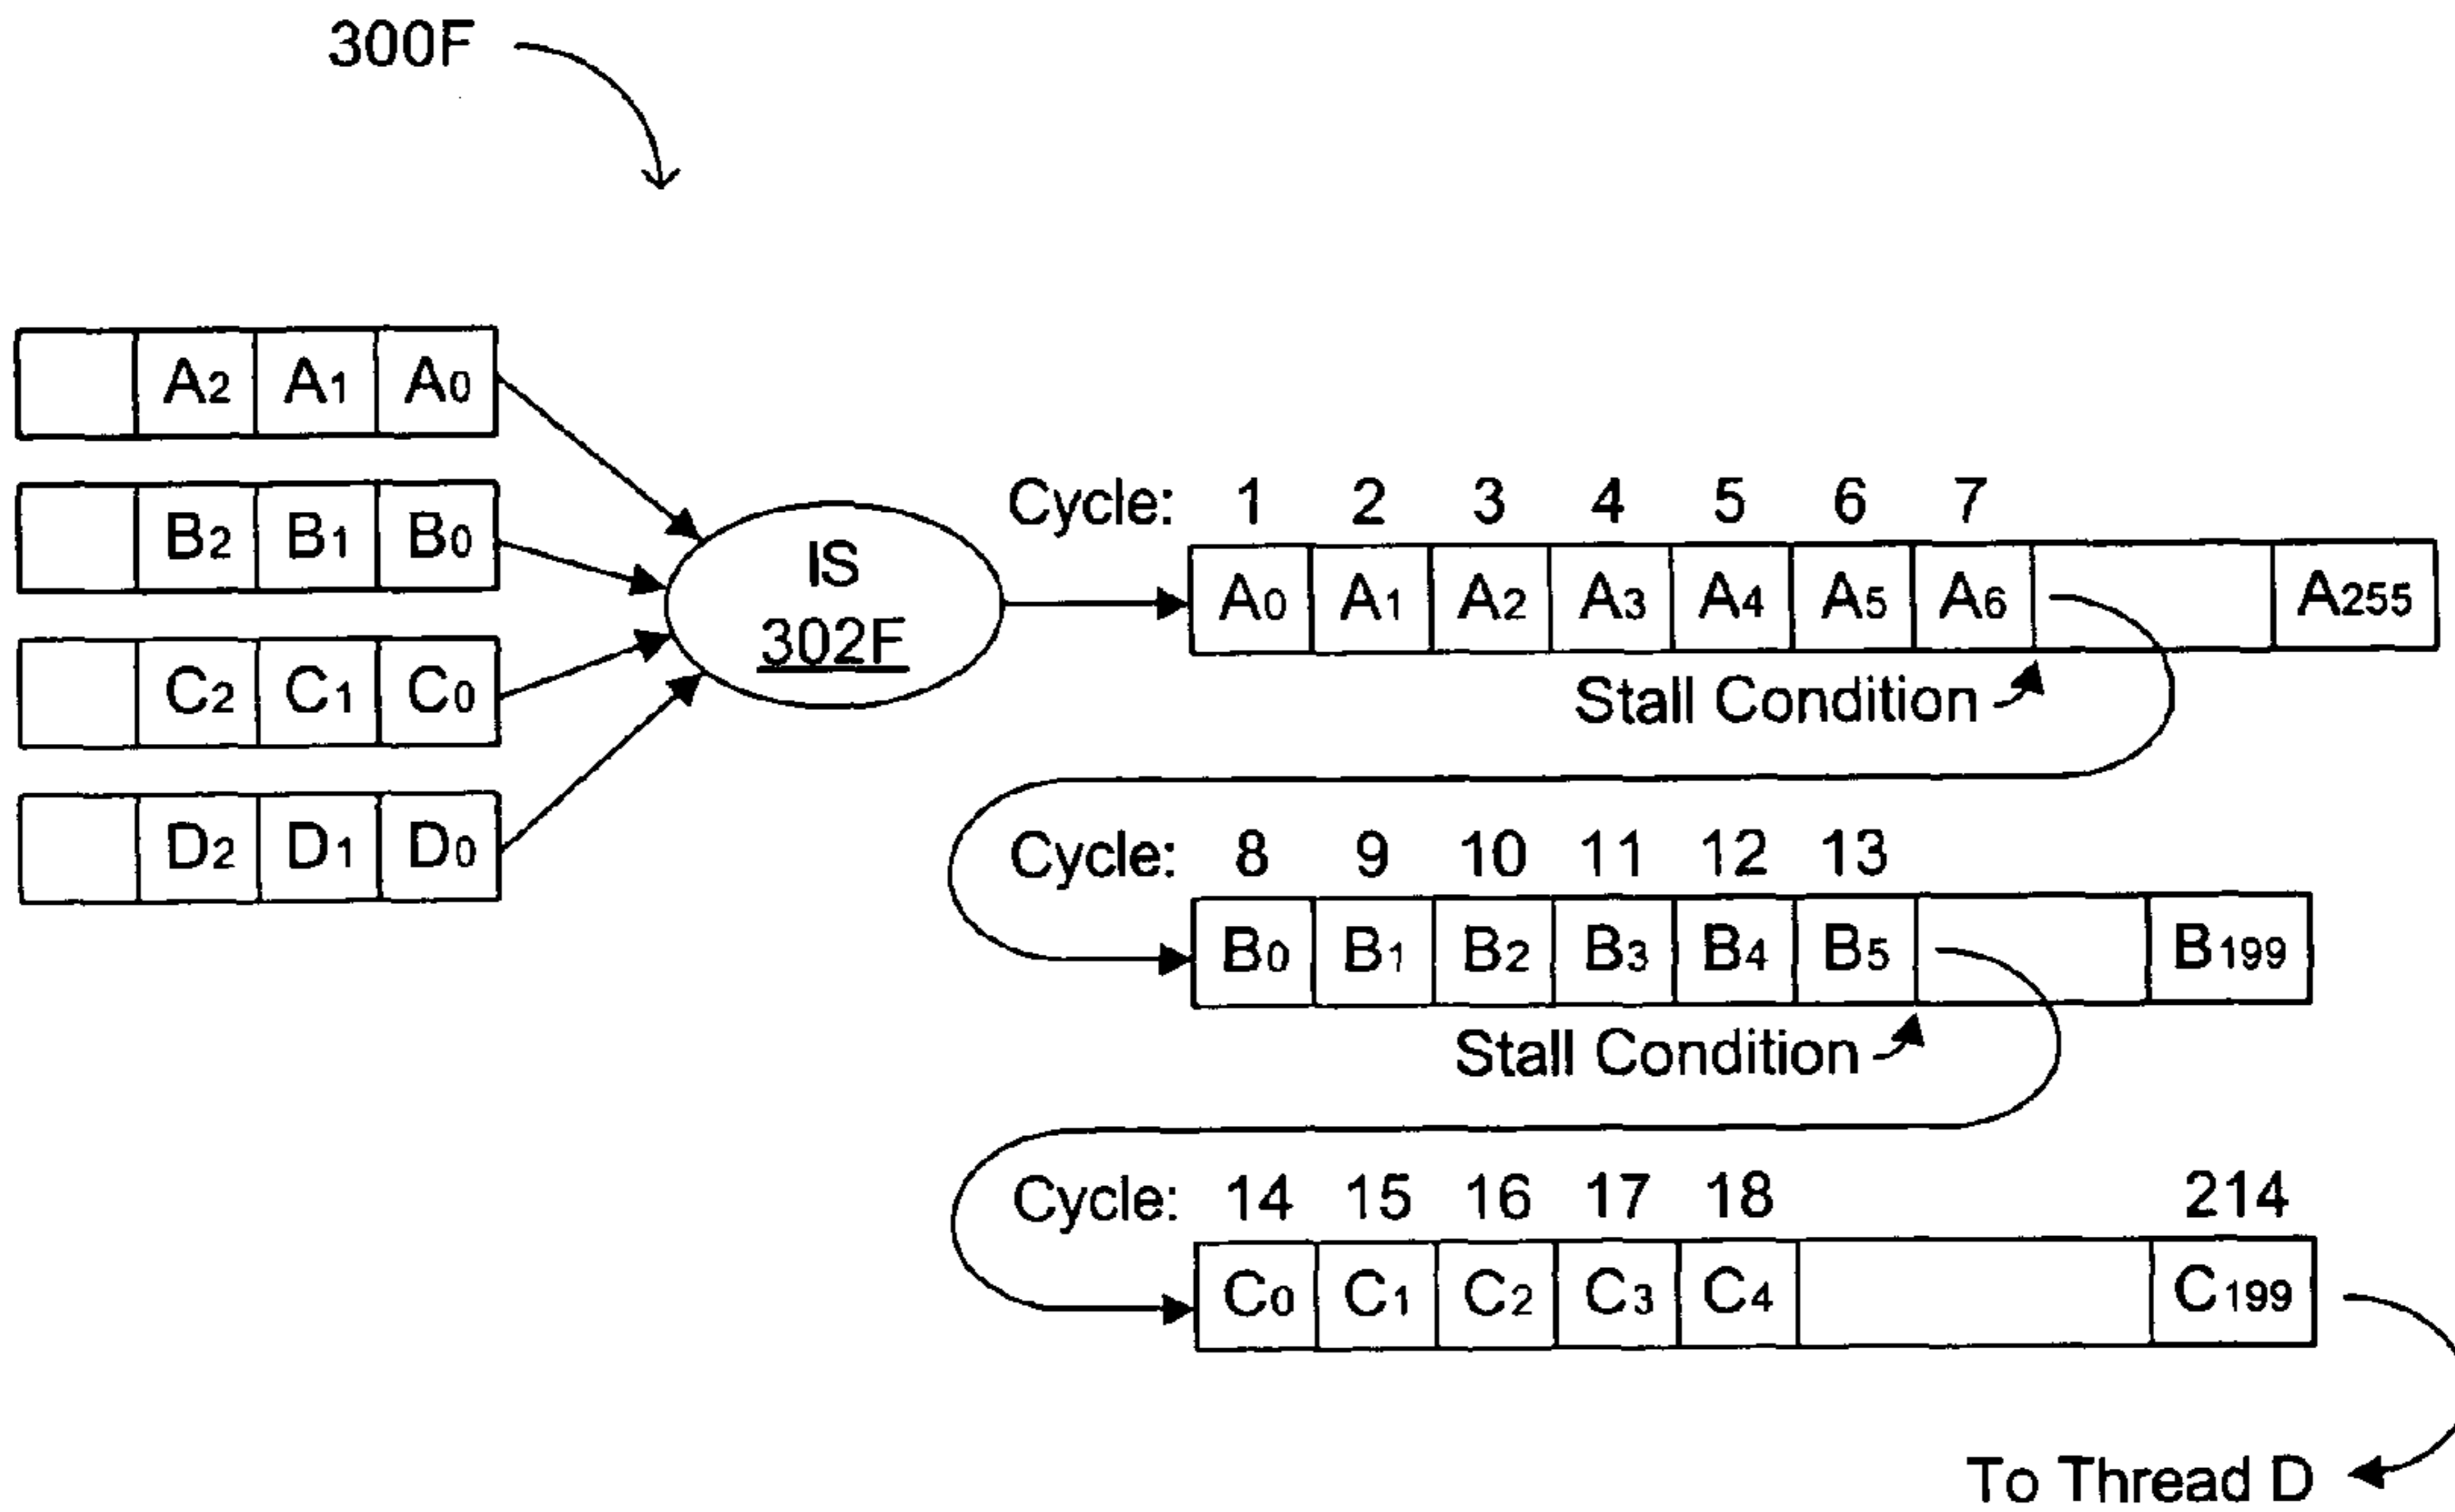 300F
A2 A1 A0
B2 B1 B0
C2 C1 C0
D2 D1 D0
IS
302F
Cycle: 1 2 3 4 5 6 7
A0 A1 A2 A3 A4 A5 A6 A255
Stall Condition
Cycle: 8 9 10 11 12 13
B0 B1 B2 B3 B4 B5 B199
Stall Condition
Cycle: 14 15 16 17 18 214
C0 C1 C2 C3 C4 C199
To Thread D